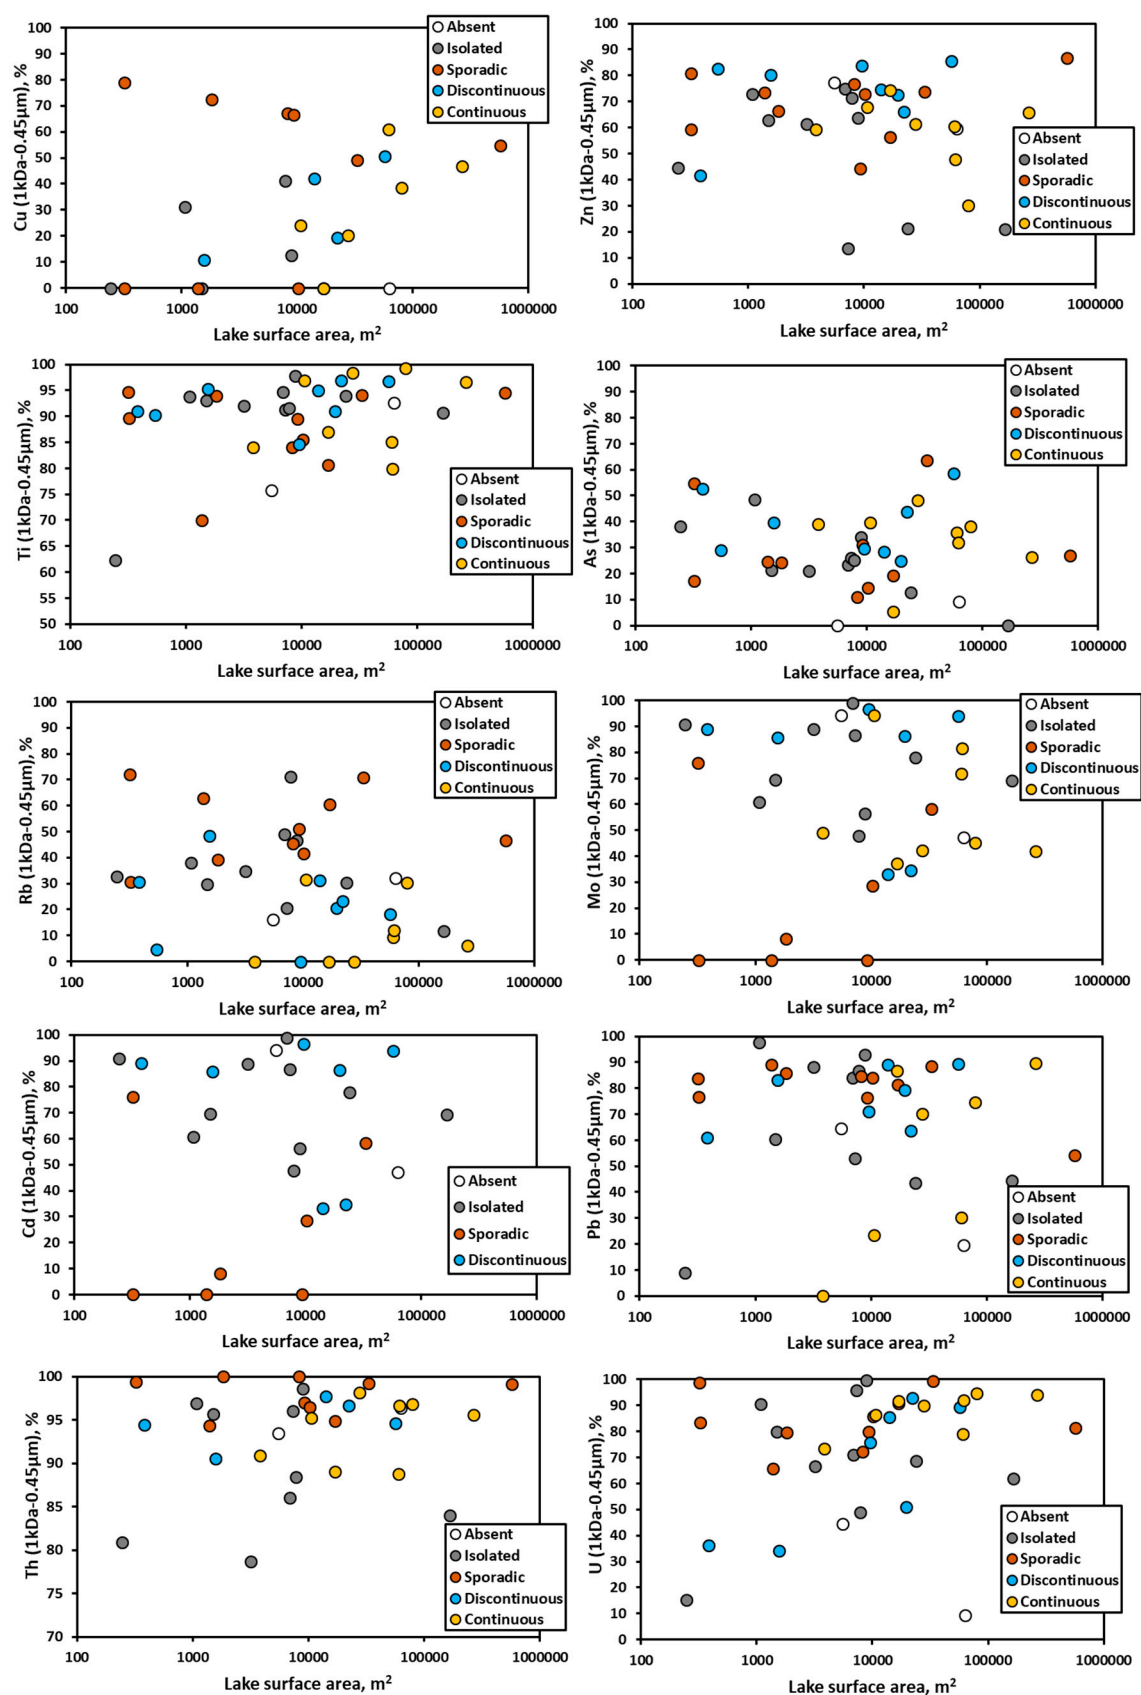 Cu (1kDa-0.45µm), %
100
90
80
70
60
50
40
30
20
10
0
100 1000 10000 100000 1000000
Lake surface area, m²
Absent
Isolated
Sporadic
Discontinuous
Continuous
Zn (1kDa-0.45µm), %
100
90
80
70
60
50
40
30
20
10
0
100 1000 10000 100000 1000000
Lake surface area, m²
Absent
Isolated
Sporadic
Discontinuous
Continuous
Ti (1kDa-0.45µm), %
100
95
90
85
80
75
70
65
60
55
50
100 1000 10000 100000 1000000
Lake surface area, m²
Absent
Isolated
Sporadic
Discontinuous
Continuous
As (1kDa-0.45µm), %
100
90
80
70
60
50
40
30
20
10
0
100 1000 10000 100000 1000000
Lake surface area, m²
Absent
Isolated
Sporadic
Discontinuous
Continuous
Rb (1kDa-0.45µm), %
100
90
80
70
60
50
40
30
20
10
0
100 1000 10000 100000 1000000
Lake surface area, m²
Absent
Isolated
Sporadic
Discontinuous
Continuous
Mo (1kDa-0.45µm), %
100
90
80
70
60
50
40
30
20
10
0
100 1000 10000 100000 1000000
Lake surface area, m²
Absent
Isolated
Sporadic
Discontinuous
Continuous
Cd (1kDa-0.45µm), %
100
90
80
70
60
50
40
30
20
10
0
100 1000 10000 100000 1000000
Lake surface area, m²
Absent
Isolated
Sporadic
Discontinuous
Pb (1kDa-0.45µm), %
100
90
80
70
60
50
40
30
20
10
0
100 1000 10000 100000 1000000
Lake surface area, m²
Absent
Isolated
Sporadic
Discontinuous
Continuous
Th (1kDa-0.45µm), %
100
95
90
85
80
75
70
100 1000 10000 100000 1000000
Lake surface area, m²
Absent
Isolated
Sporadic
Discontinuous
Continuous
U (1kDa-0.45µm), %
100
90
80
70
60
50
40
30
20
10
0
100 1000 10000 100000 1000000
Lake surface area, m²
Absent
Isolated
Sporadic
Discontinuous
Continuous